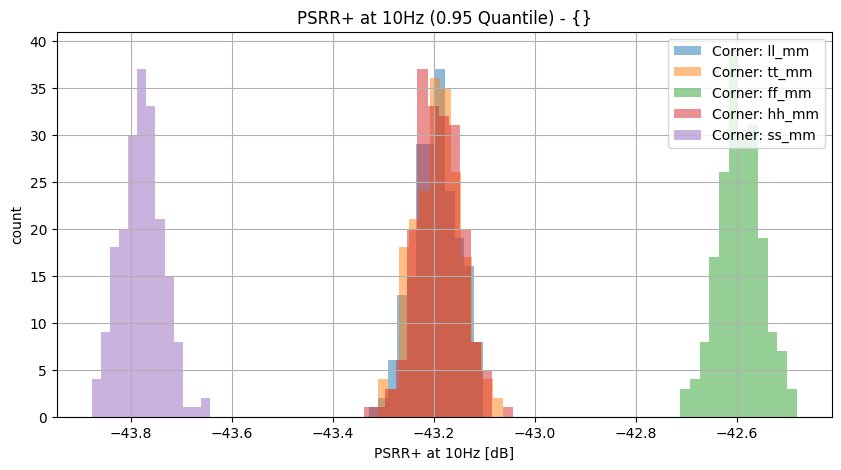 PSRR+ at 10Hz (0.95 Quantile) - {}
40
35
30
25
20
15
10
5
0
count
Corner: ll_mm
Corner: tt_mm
Corner: ff_mm
Corner: hh_mm
Corner: ss_mm
−43.8
−43.6
−43.4
−43.2
−43.0
−42.8
−42.6
PSRR+ at 10Hz [dB]